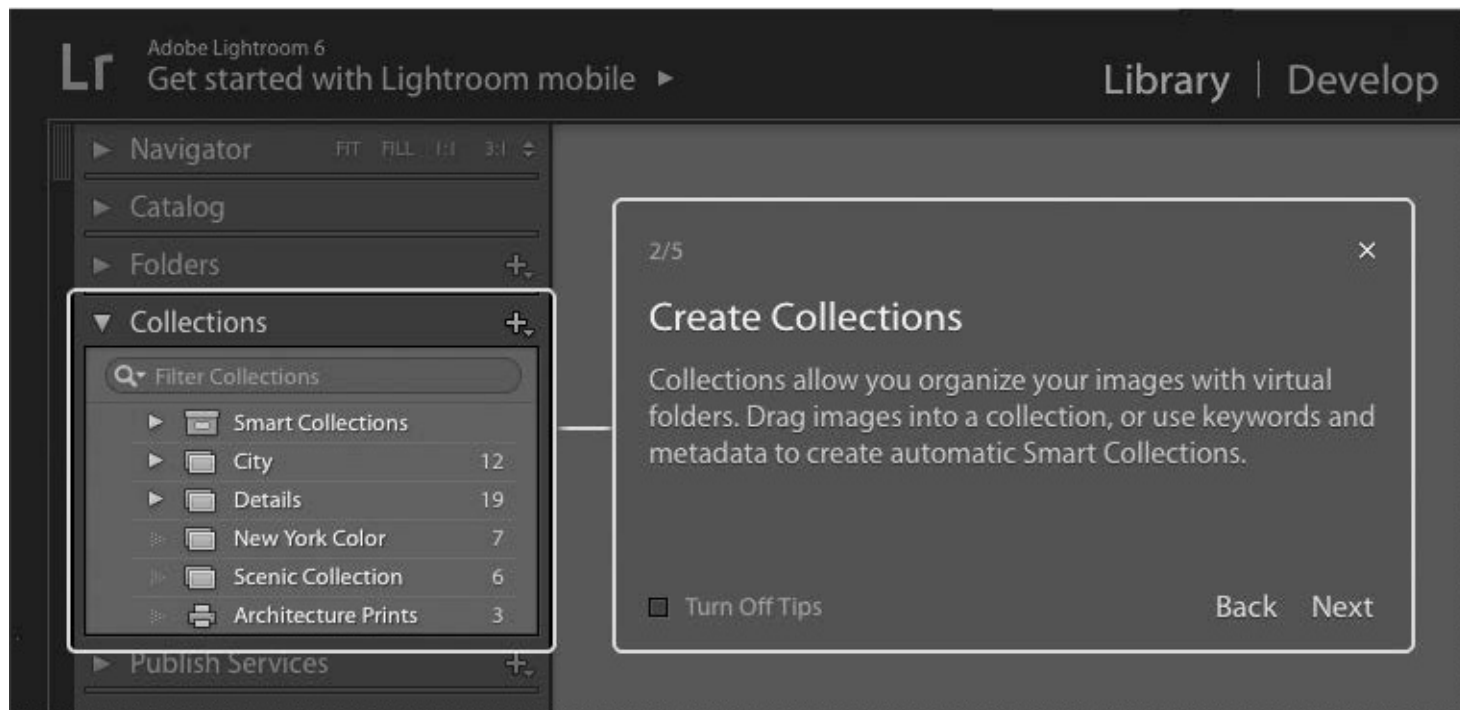 Lr
Adobe Lightroom 6
Get started with Lightroom mobile
Library | Develop
Navigator FIT FILL 1:1 3:1
Catalog
Folders
Collections
Filter Collections
Smart Collections
City 12
Details 19
New York Color 7
Scenic Collection 6
Architecture Prints 3
Publish Services
2/5
Create Collections
Collections allow you organize your images with virtual
folders. Drag images into a collection, or use keywords and
metadata to create automatic Smart Collections.
Turn Off Tips
Back Next